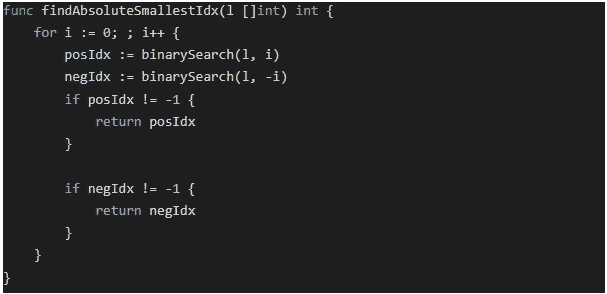 func findAbsoluteSmallestIdx(l []int) int {
    for i := 0; ; i++ {
        posIdx := binarySearch(l, i)
        negIdx := binarySearch(l, -i)
        if posIdx != -1 {
            return posIdx
        }

        if negIdx != -1 {
            return negIdx
        }
    }
}